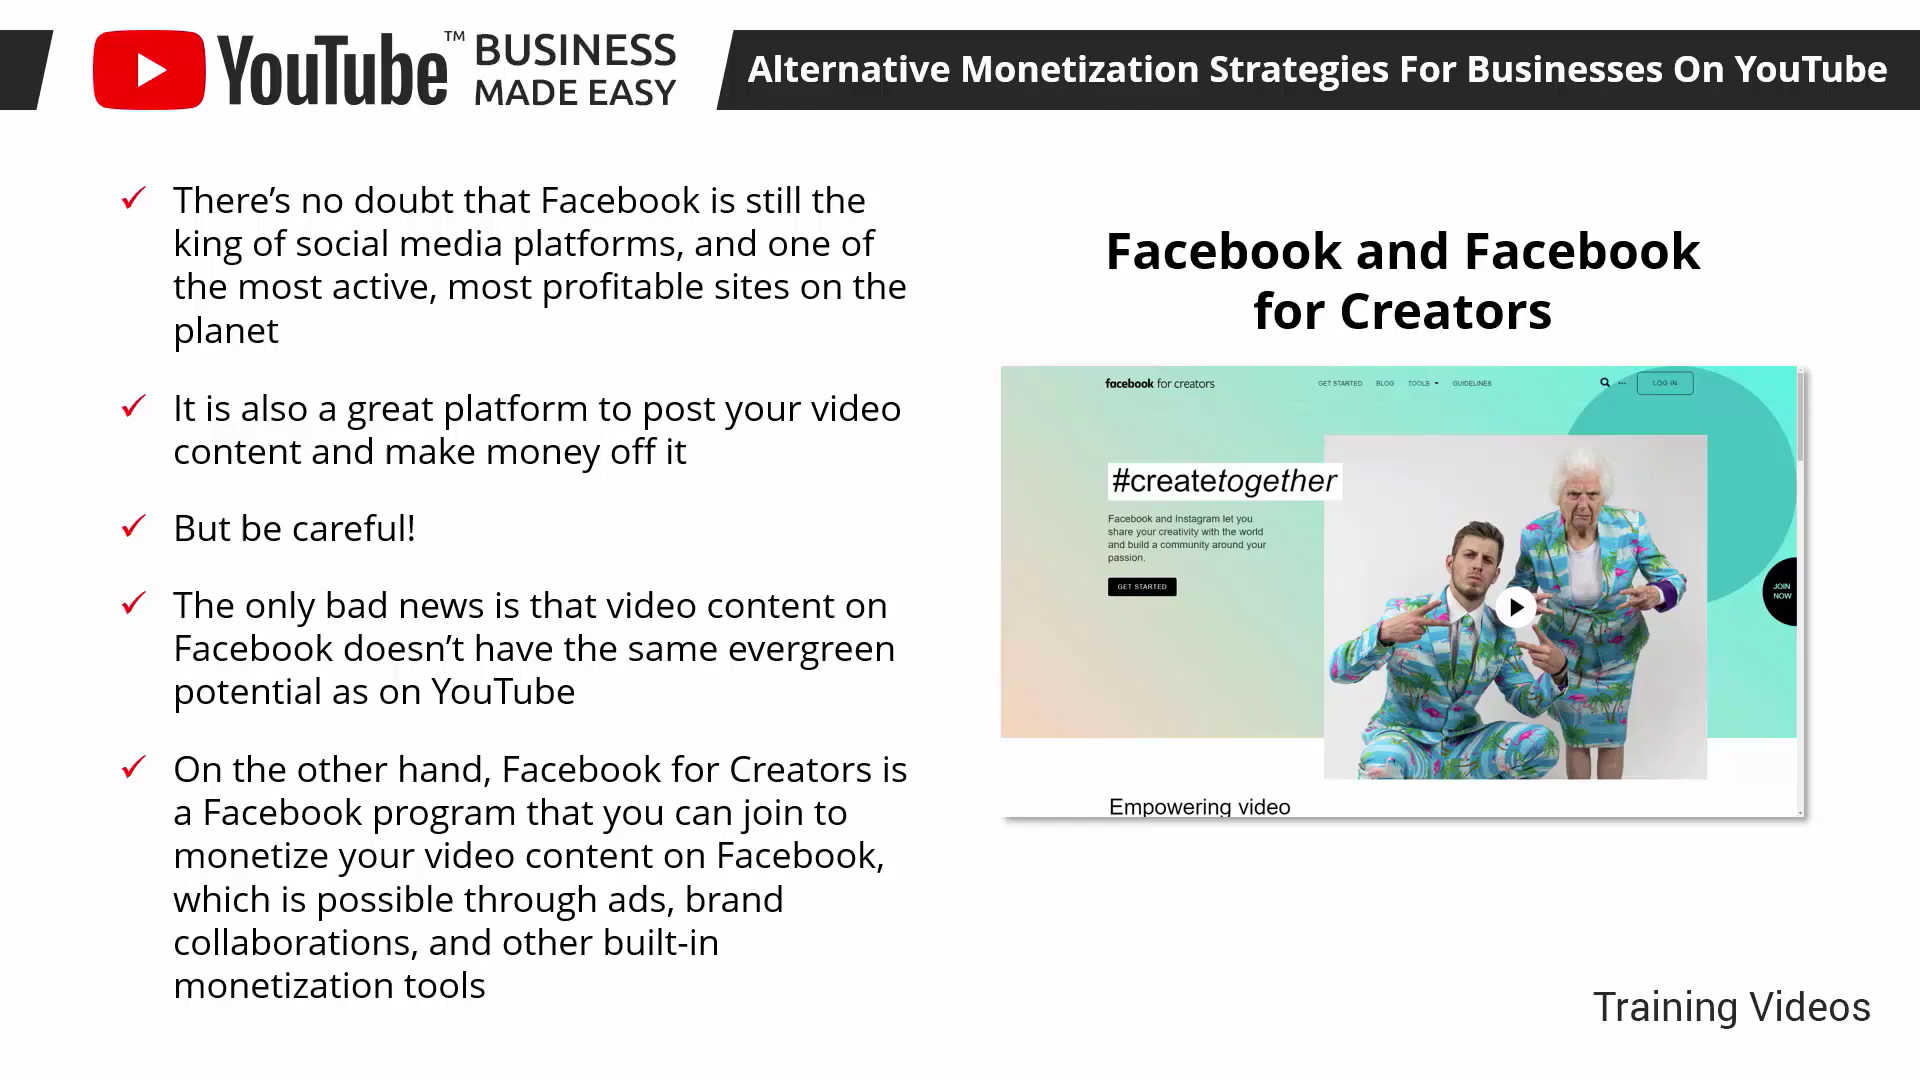 YouTube™ BUSINESS
MADE EASY
Alternative Monetization Strategies For Businesses On YouTube
There’s no doubt that Facebook is still the
king of social media platforms, and one of
the most active, most profitable sites on the
planet
It is also a great platform to post your video
content and make money off it
But be careful!
The only bad news is that video content on
Facebook doesn’t have the same evergreen
potential as on YouTube
On the other hand, Facebook for Creators is
a Facebook program that you can join to
monetize your video content on Facebook,
which is possible through ads, brand
collaborations, and other built-in
monetization tools
Facebook and Facebook
for Creators
facebook for creators
GET STARTED BLOG TOOLS GUIDELINES
LOG IN
#createtogether
Facebook and Instagram let you
share your creativity with the world
and build a community around your
passion.
GET STARTED
JOIN
NOW
Empowering video
Training Videos